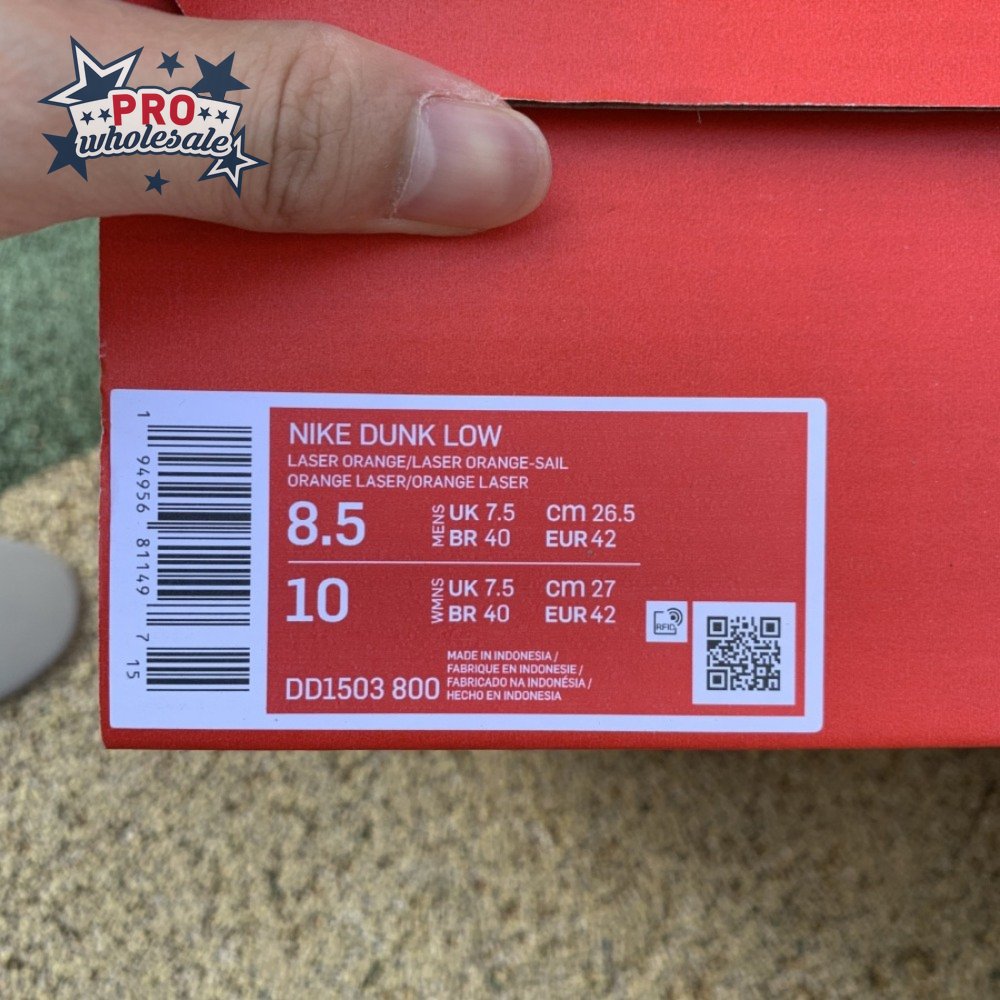 PRO
wholesale
NIKE DUNK LOW
LASER ORANGE/LASER ORANGE-SAIL
ORANGE LASER/ORANGE LASER
8.5 MENS UK 7.5 CM 26.5
BR 40 EUR 42
10 WMNS UK 7.5 CM 27
BR 40 EUR 42
RFID
MADE IN INDONESIA /
FABRIQUE EN INDONESIE /
FABRICADO NA INDONÉSIA /
DD1503 800 HECHO EN INDONESIA
1 94956 81149 7 15